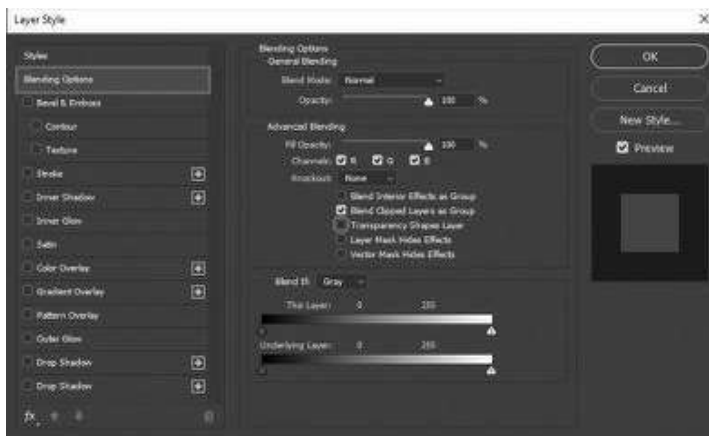 Layer Style
Styles
Blending Options
Bevel & Emboss
Contour
Texture
Stroke
Inner Shadow
Inner Glow
Satin
Color Overlay
Gradient Overlay
Pattern Overlay
Outer Glow
Drop Shadow
Drop Shadow
fx
Blending Options
General Blending
Blend Mode: Normal
Opacity: 100 %
Advanced Blending
Fill Opacity: 100 %
Channels: R G B
Knockout: None
Blend Interior Effects as Group
Blend Clipped Layers as Group
Transparency Shapes Layer
Layer Mask Hides Effects
Vector Mask Hides Effects
Blend If: Gray
This Layer: 0 255
Underlying Layer: 0 255
OK
Cancel
New Style...
Preview